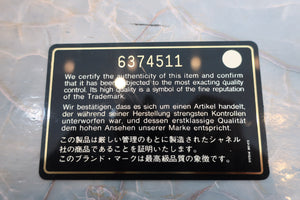 6374511
We certify the authenticity of this item and confirm
that it has been subjected to the most exacting quality
control. Its high quality is a symbol of the fine reputation
of the Trademark.
Wir bestätigen, dass es sich um einen Artikel handelt,
der während seiner Herstellung strengsten Kontrollen
unterworfen war, und dessen erstklassige Qualität
dem hohen Ansehen unserer Marke entspricht.
この製品は厳しい管理のもとに製造されたシャネル
社の商品であることを証明いたします。
このブランド・マークは最高級品質の象徴です。